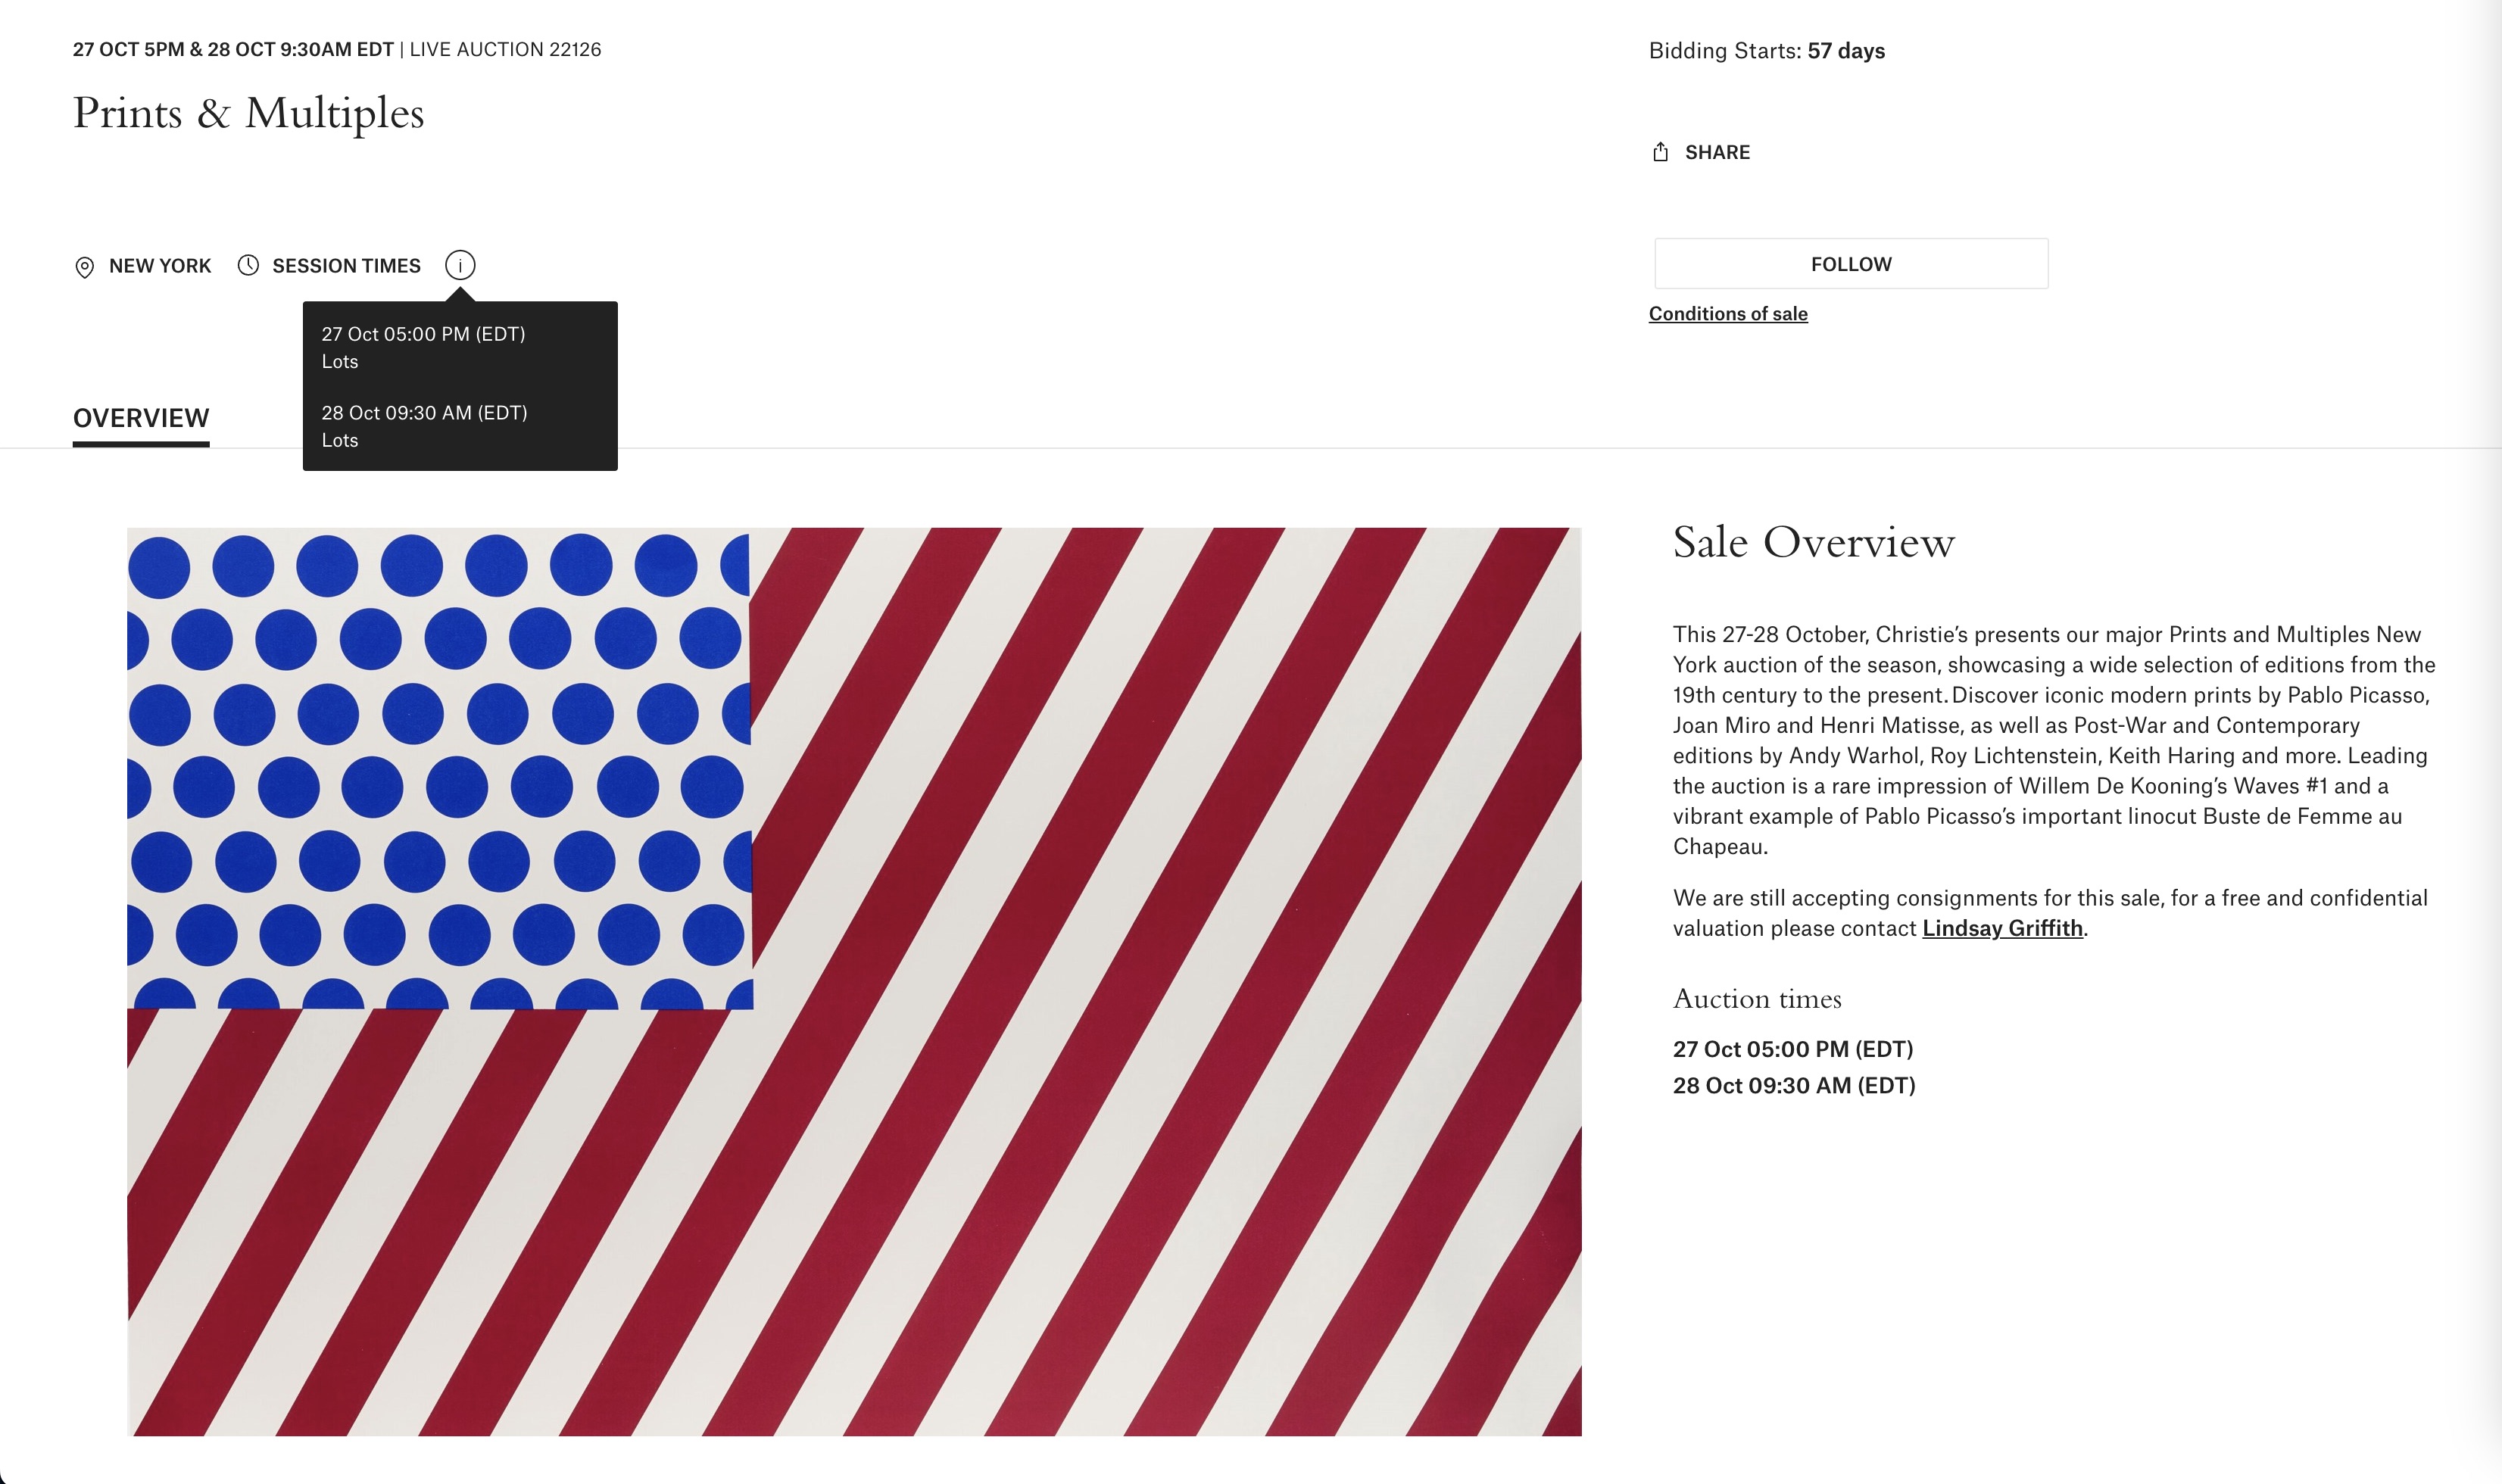 27 OCT 5PM & 28 OCT 9:30AM EDT | LIVE AUCTION 22126
Prints & Multiples
NEW YORK
SESSION TIMES
i
27 Oct 05:00 PM (EDT)
Lots
28 Oct 09:30 AM (EDT)
Lots
Bidding Starts: 57 days
SHARE
FOLLOW
Conditions of sale
OVERVIEW
Sale Overview
This 27-28 October, Christie’s presents our major Prints and Multiples New
York auction of the season, showcasing a wide selection of editions from the
19th century to the present. Discover iconic modern prints by Pablo Picasso,
Joan Miro and Henri Matisse, as well as Post-War and Contemporary
editions by Andy Warhol, Roy Lichtenstein, Keith Haring and more. Leading
the auction is a rare impression of Willem De Kooning’s Waves #1 and a
vibrant example of Pablo Picasso’s important linocut Buste de Femme au
Chapeau.
We are still accepting consignments for this sale, for a free and confidential
valuation please contact Lindsay Griffith.
Auction times
27 Oct 05:00 PM (EDT)
28 Oct 09:30 AM (EDT)